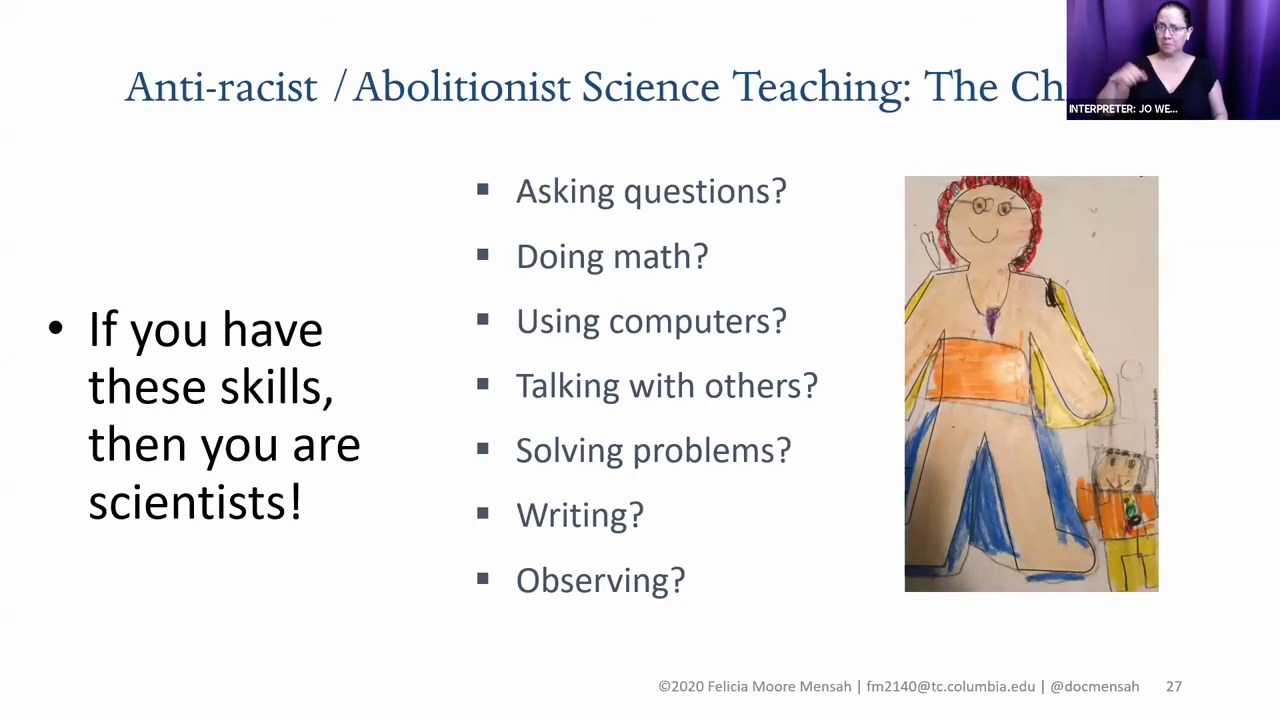 Anti-racist / Abolitionist Science Teaching: The Ch
INTERPRETER: JO WE...
• If you have
these skills,
then you are
scientists!
▪ Asking questions?
▪ Doing math?
▪ Using computers?
▪ Talking with others?
▪ Solving problems?
▪ Writing?
▪ Observing?
©2020 Felicia Moore Mensah | fm2140@tc.columbia.edu | @docmensah 27